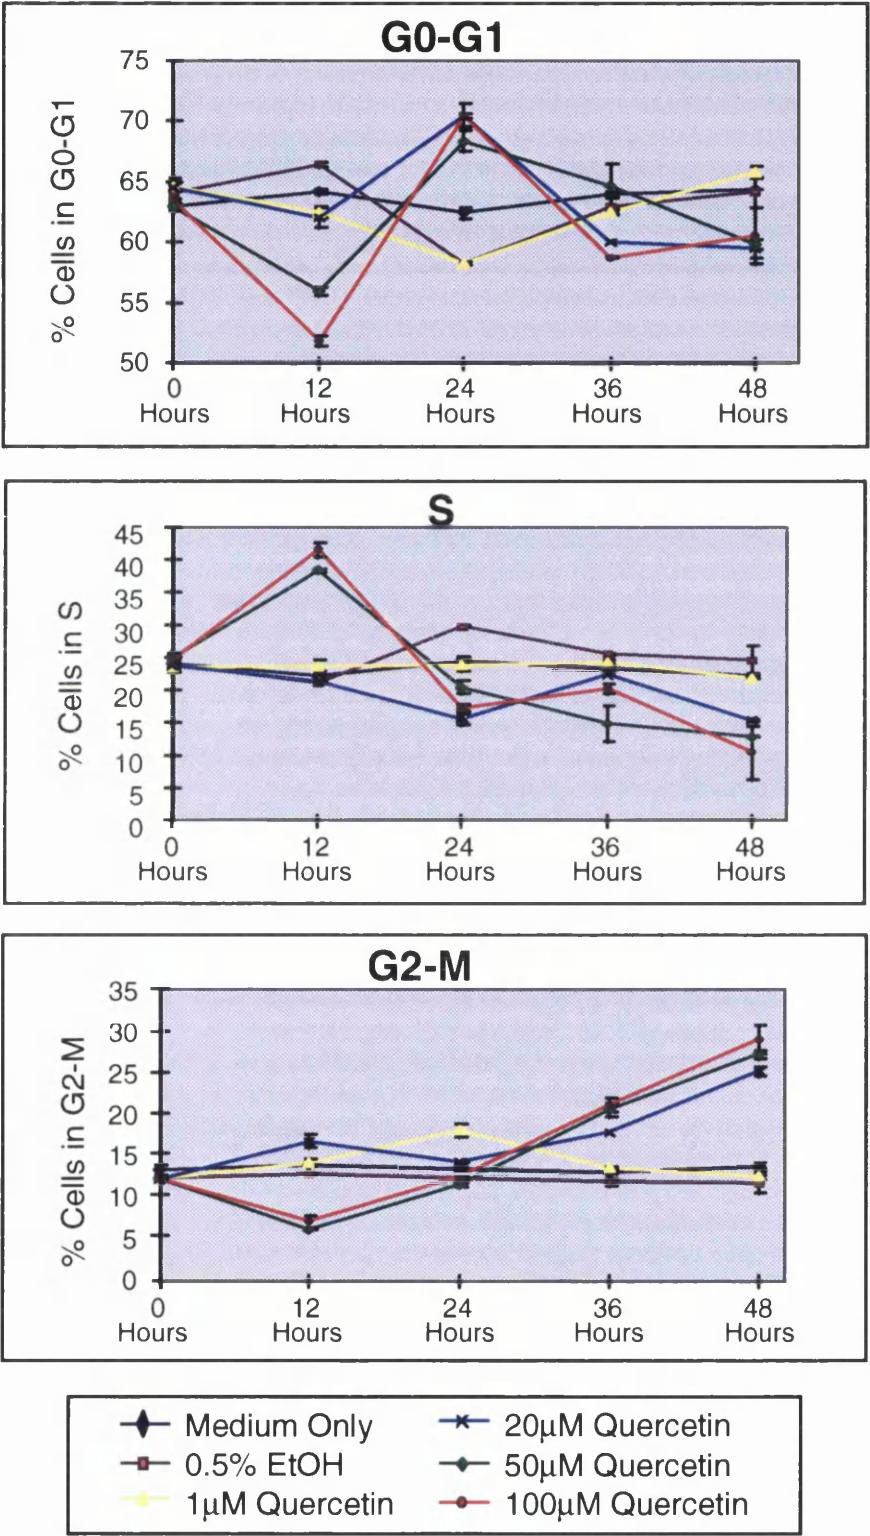 G0-G1
% Cells in G0-G1
75
70
65
60
55
50
0 12 24 36 48
Hours Hours Hours Hours Hours
S
% Cells in S
45
40
35
30
25
20
15
10
5
0
0 12 24 36 48
Hours Hours Hours Hours Hours
G2-M
% Cells in G2-M
35
30
25
20
15
10
5
0
0 12 24 36 48
Hours Hours Hours Hours Hours
Medium Only 20µM Quercetin
0.5% EtOH 50µM Quercetin
1µM Quercetin 100µM Quercetin